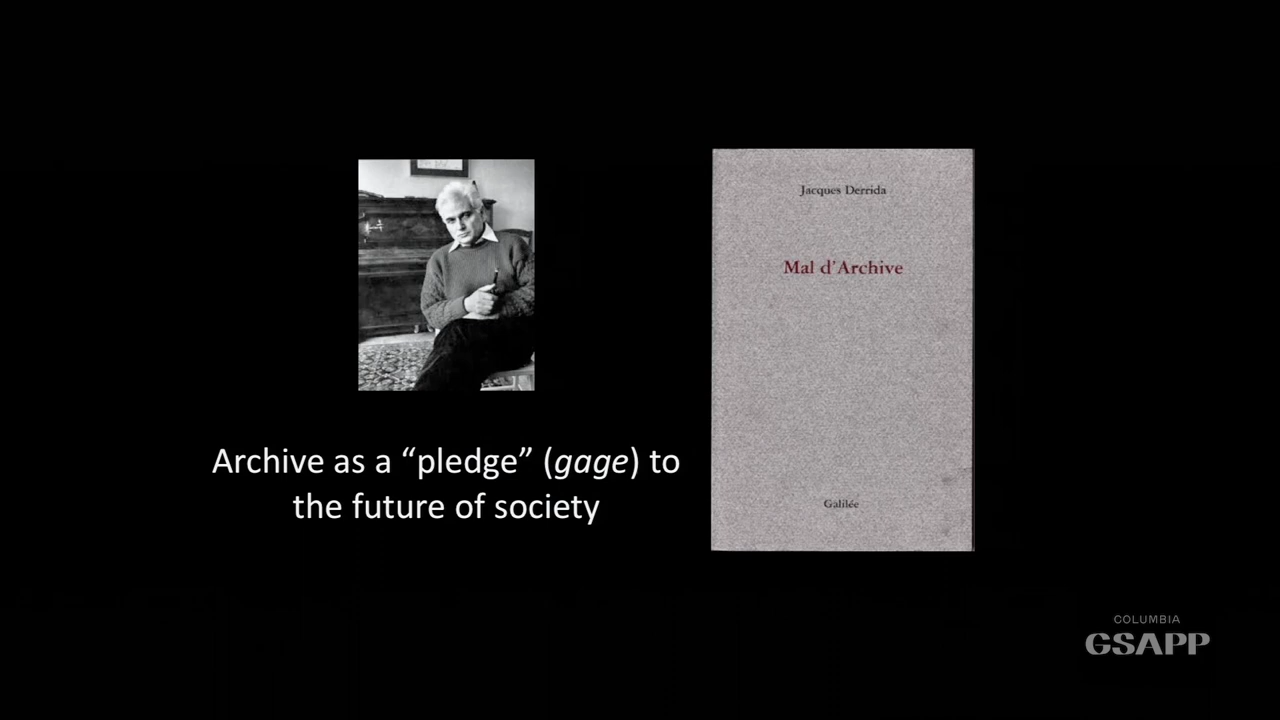 Archive as a “pledge” (gage) to
the future of society
Jacques Derrida
Mal d’Archive
Galilée
COLUMBIA
GSAPP